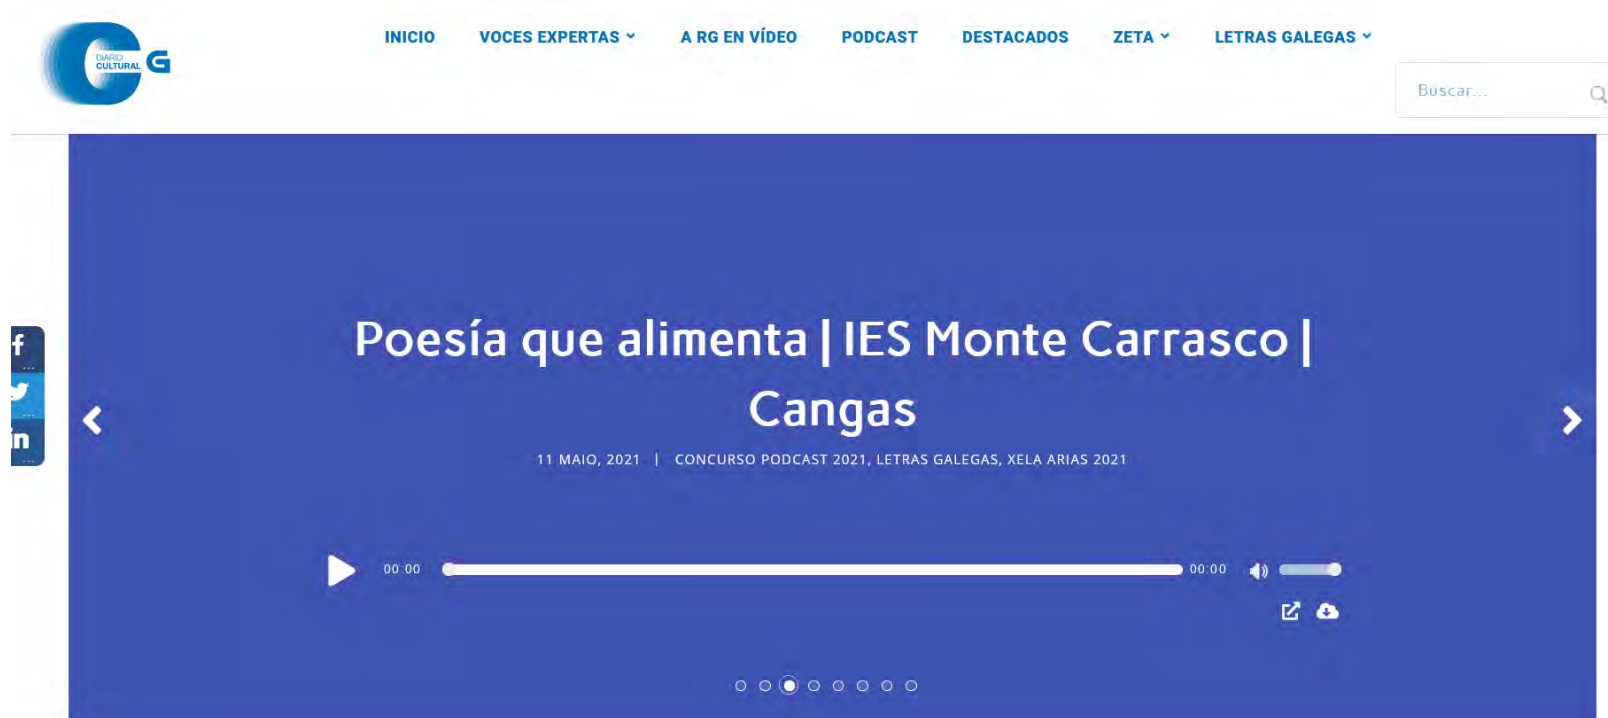 DIARIO
CULTURAL
G
INICIO
VOCES EXPERTAS
A RG EN VÍDEO
PODCAST
DESTACADOS
ZETA
LETRAS GALEGAS
Buscar...
f
...
...
in
...
Poesía que alimenta | IES Monte Carrasco |
Cangas
11 MAIO, 2021 | CONCURSO PODCAST 2021, LETRAS GALEGAS, XELA ARIAS 2021
00:00
00:00